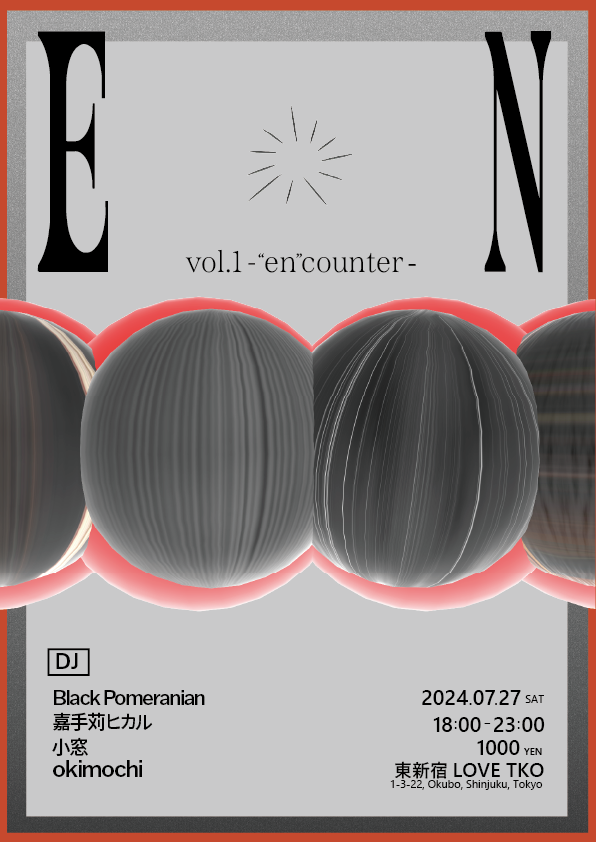 EN
vol.1 -“en”counter-
DJ
Black Pomeranian
嘉手苅ヒカル
小窓
okimochi
2024.07.27 SAT
18:00-23:00
1000 YEN
東新宿 LOVE TKO
1-3-22, Okubo, Shinjuku, Tokyo